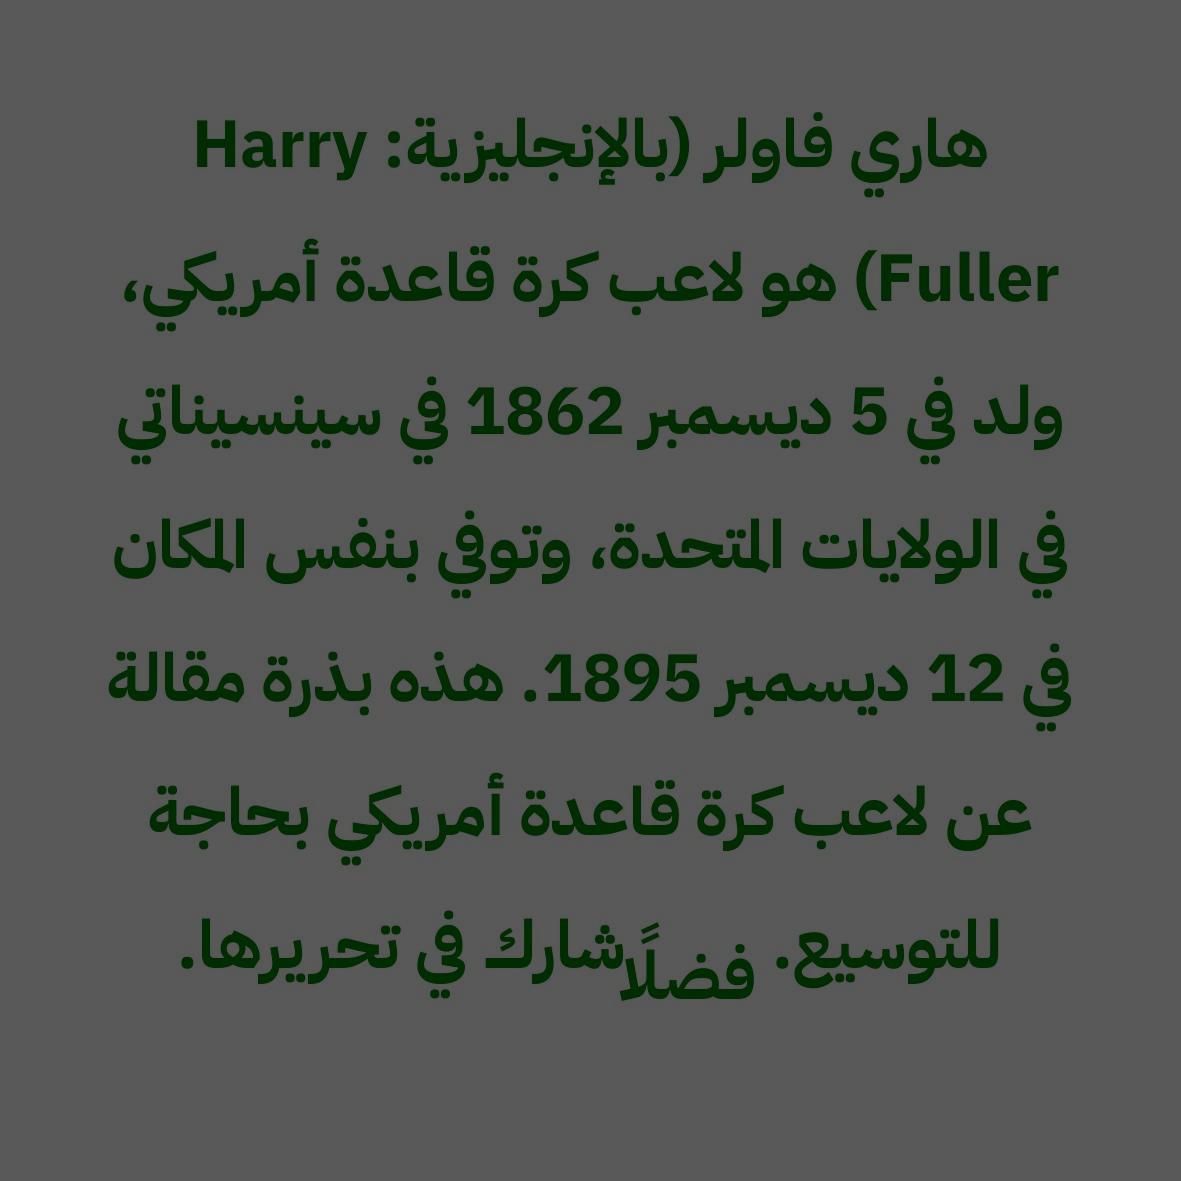 هاري فاولر (بالإنجليزية: Harry
Fuller) هو لاعب كرة قاعدة أمريكي،
ولد في 5 ديسمبر 1862 في سينسيناتي
في الولايات المتحدة، وتوفي بنفس المكان
في 12 ديسمبر 1895. هذه بذرة مقالة
عن لاعب كرة قاعدة أمريكي بحاجة
للتوسيع. فضلًا شارك في تحريرها.